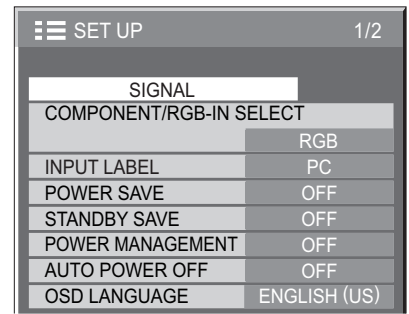 SET UP 1/2
SIGNAL
COMPONENT/RGB-IN SELECT
RGB
INPUT LABEL PC
POWER SAVE OFF
STANDBY SAVE OFF
POWER MANAGEMENT OFF
AUTO POWER OFF OFF
OSD LANGUAGE ENGLISH (US)